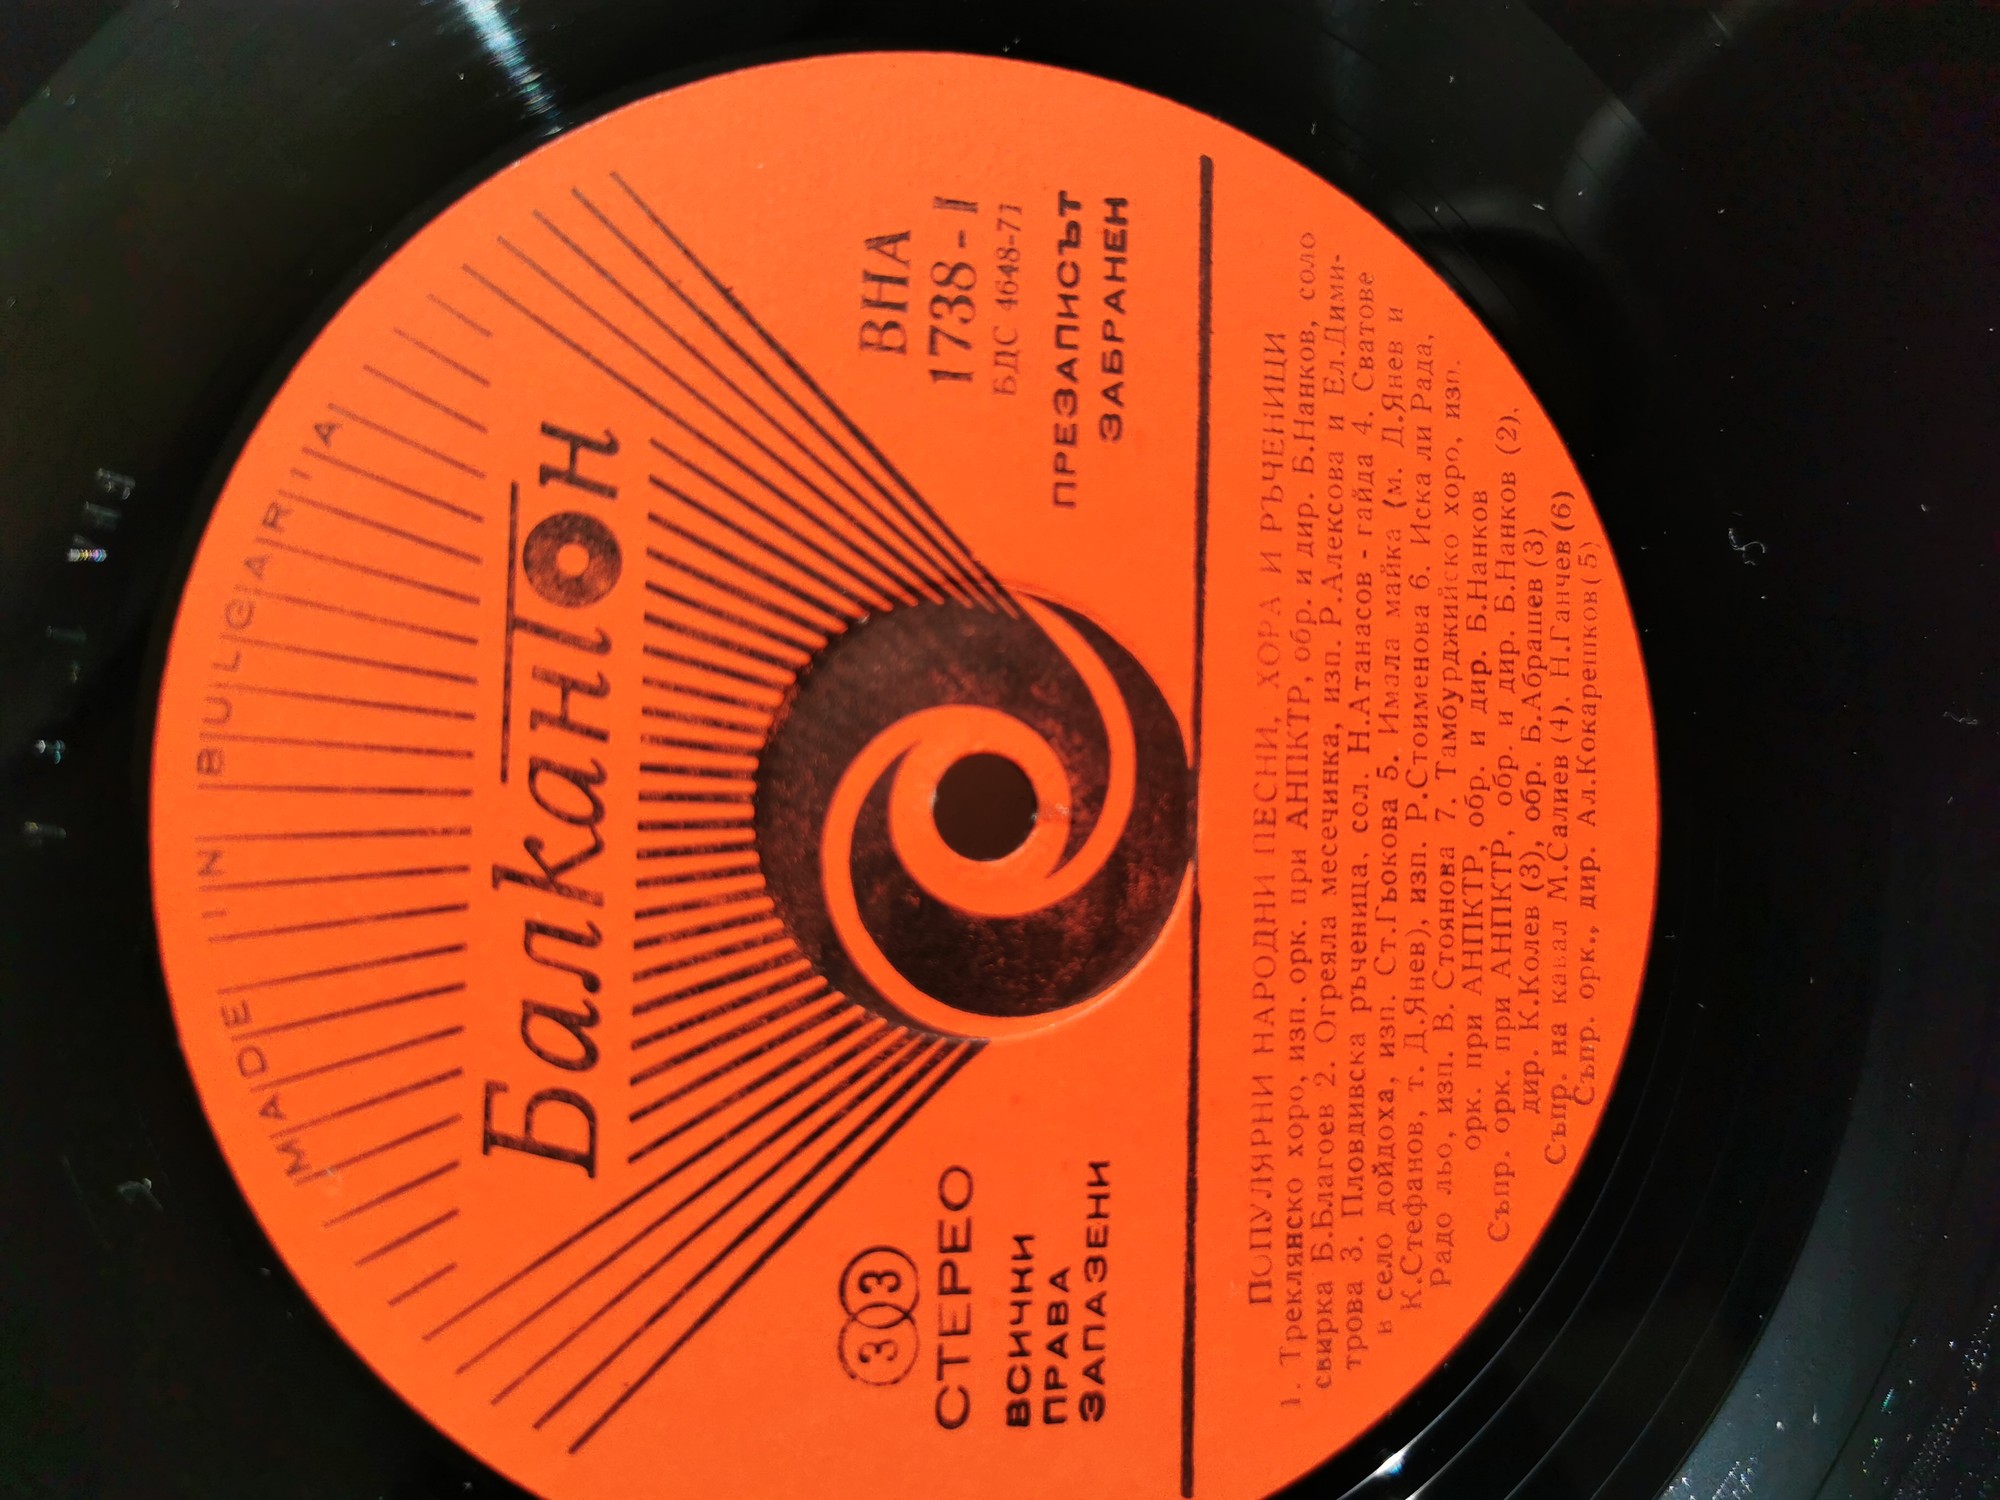 MADE IN BULGARIA
Балкантон
33
СТЕРЕО
ВСИЧКИ
ПРАВА
ЗАПАЗЕНИ
ВНА
1738-I
БДС 4648-71
ПРЕЗАПИСЪТ
ЗАБРАНЕН
ПОПУЛЯРНИ НАРОДНИ ПЕСНИ, ХОРА И РЪЧЕНИЦИ
1. Треклянско хоро, изп. орк. при АНПКТР, обр. и дир. Б.Нанков, соло
свирка Б.Благоев 2. Огреяла месечинка, изп. Р.Алексова и Ел.Дими-
трова 3. Пловдивска ръченица, сол. Н.Атанасов - гайда 4. Сватове
в село дойдоха, изп. Ст.Гьокова 5. Имала майка (м. Д.Янев и
К.Стефанов, т. Д.Янев), изп. Р.Стоименова 6. Иска ли Рада,
Радо льо, изп. В. Стоянова 7. Тамбурджийско хоро, изп.
орк. при АНПКТР, обр. и дир. Б.Нанков
Съпр. орк. при АНПКТР, обр. и дир. Б.Нанков (2),
дир. К.Колев (3), обр. Б.Абрашев (3)
Съпр. на кавал М.Салиев (4), Н.Ганчев (6)
Съпр. орк., дир. Ал.Кокарешков(5)